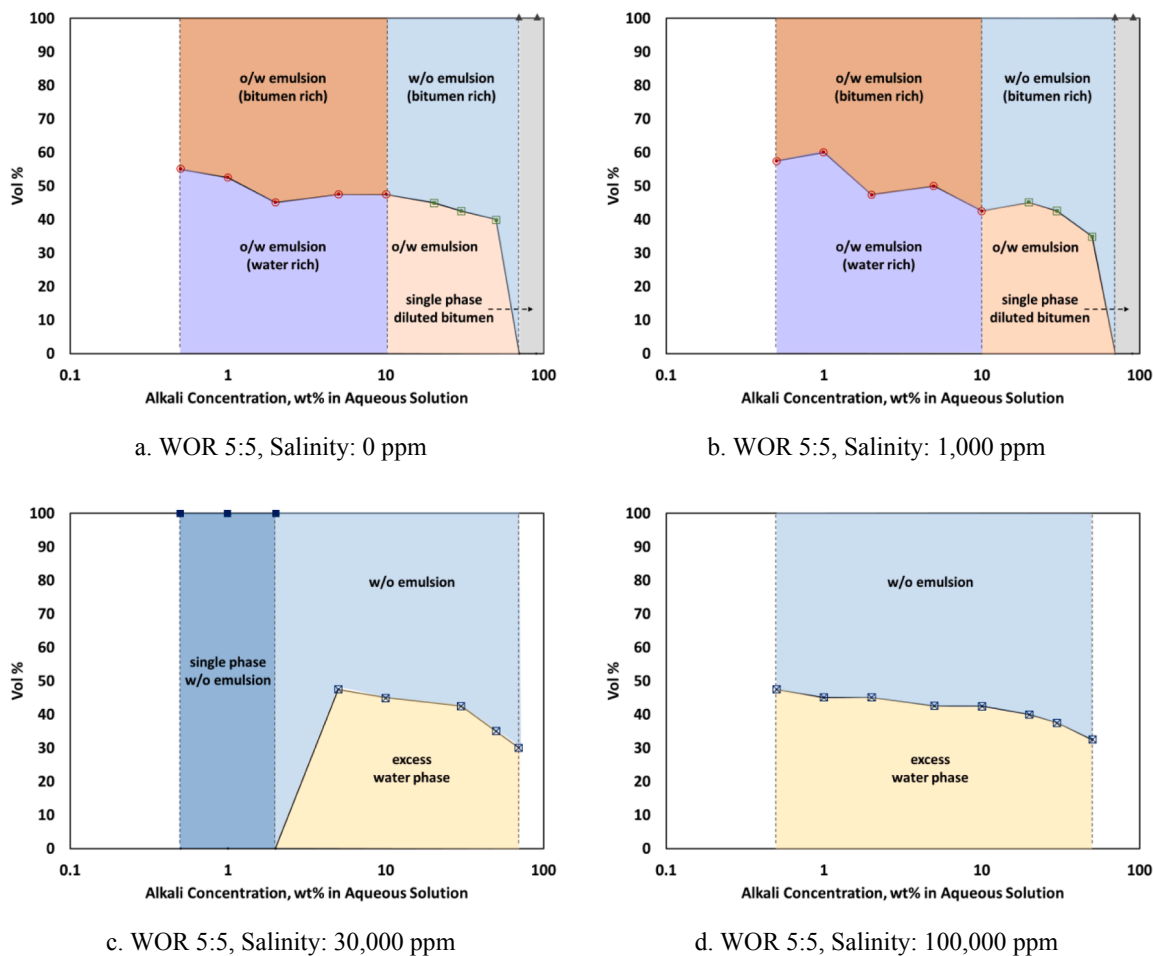 100
90
80
70
60
50
40
30
20
10
0
Vol %
o/w emulsion
(bitumen rich)
w/o emulsion
(bitumen rich)
o/w emulsion
(water rich)
o/w emulsion
single phase
diluted bitumen
0.1 1 10 100
Alkali Concentration, wt% in Aqueous Solution
a. WOR 5:5, Salinity: 0 ppm
100
90
80
70
60
50
40
30
20
10
0
Vol %
o/w emulsion
(bitumen rich)
w/o emulsion
(bitumen rich)
o/w emulsion
(water rich)
o/w emulsion
single phase
diluted bitumen
0.1 1 10 100
Alkali Concentration, wt% in Aqueous Solution
b. WOR 5:5, Salinity: 1,000 ppm
100
90
80
70
60
50
40
30
20
10
0
Vol %
w/o emulsion
single phase
w/o emulsion
excess
water phase
0.1 1 10 100
Alkali Concentration, wt% in Aqueous Solution
c. WOR 5:5, Salinity: 30,000 ppm
100
90
80
70
60
50
40
30
20
10
0
Vol %
w/o emulsion
excess
water phase
0.1 1 10 100
Alkali Concentration, wt% in Aqueous Solution
d. WOR 5:5, Salinity: 100,000 ppm